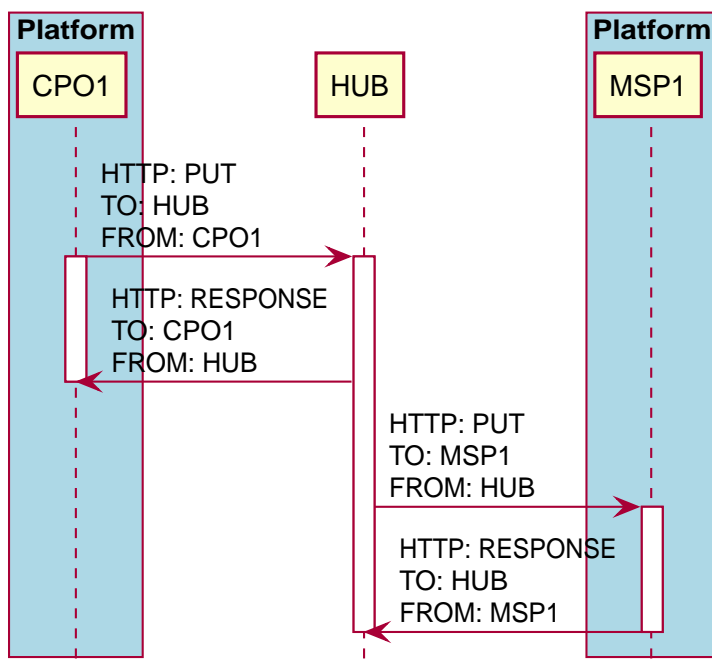 Platform
Platform
CPO1
HUB
MSP1
HTTP: PUT
TO: HUB
FROM: CPO1
HTTP: RESPONSE
TO: CPO1
FROM: HUB
HTTP: PUT
TO: MSP1
FROM: HUB
HTTP: RESPONSE
TO: HUB
FROM: MSP1